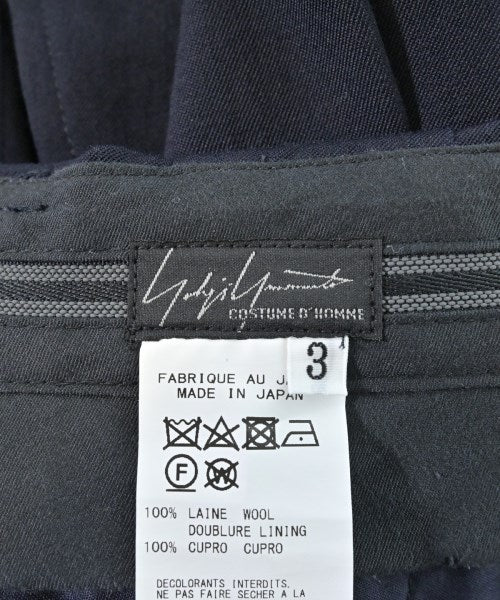 Yohji Yamamoto
COSTUME D'HOMME
3
FABRIQUE AU
MADE IN JAPAN
F W
100% LAINE WOOL
DOUBLURE LINING
100% CUPRO CUPRO
DECOLORANTS INTERDITS.
NE PAS FAIRE SECHER A LA